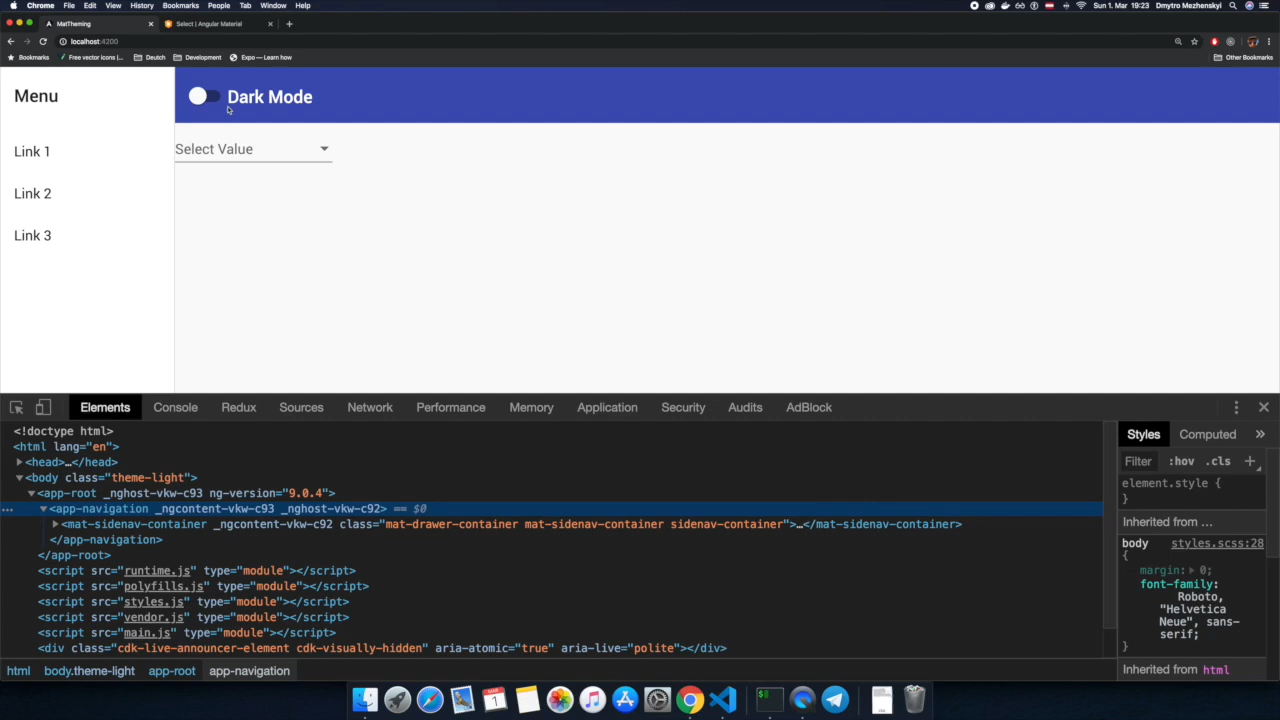 Chrome File Edit View History Bookmarks People Tab Window Help Sun 1. Mar 19:23 Dmytro Mezhenskyi
MatTheming Select | Angular Material
localhost:4200
Bookmarks Free vector icons |... Deutch Development Expo — Learn how Other Bookmarks
Menu
Dark Mode
Link 1
Select Value
Link 2
Link 3
Elements Console Redux Sources Network Performance Memory Application Security Audits AdBlock
<!doctype html>
<html lang="en">
<head>…</head>
<body class="theme-light">
<app-root _nghost-vkw-c93 ng-version="9.0.4">
<app-navigation _ngcontent-vkw-c93 _nghost-vkw-c92> == $0
<mat-sidenav-container _ngcontent-vkw-c92 class="mat-drawer-container mat-sidenav-container sidenav-container">…</mat-sidenav-container>
</app-navigation>
</app-root>
<script src="runtime.js" type="module"></script>
<script src="polyfills.js" type="module"></script>
<script src="styles.js" type="module"></script>
<script src="vendor.js" type="module"></script>
<script src="main.js" type="module"></script>
<div class="cdk-live-announcer-element cdk-visually-hidden" aria-atomic="true" aria-live="polite"></div>
html body.theme-light app-root app-navigation
Styles Computed »
Filter :hov .cls +
element.style {
}
Inherited from …
body styles.scss:28
{
margin: 0;
font-family:
Roboto,
"Helvetica
Neue", sans-
serif;
}
Inherited from html